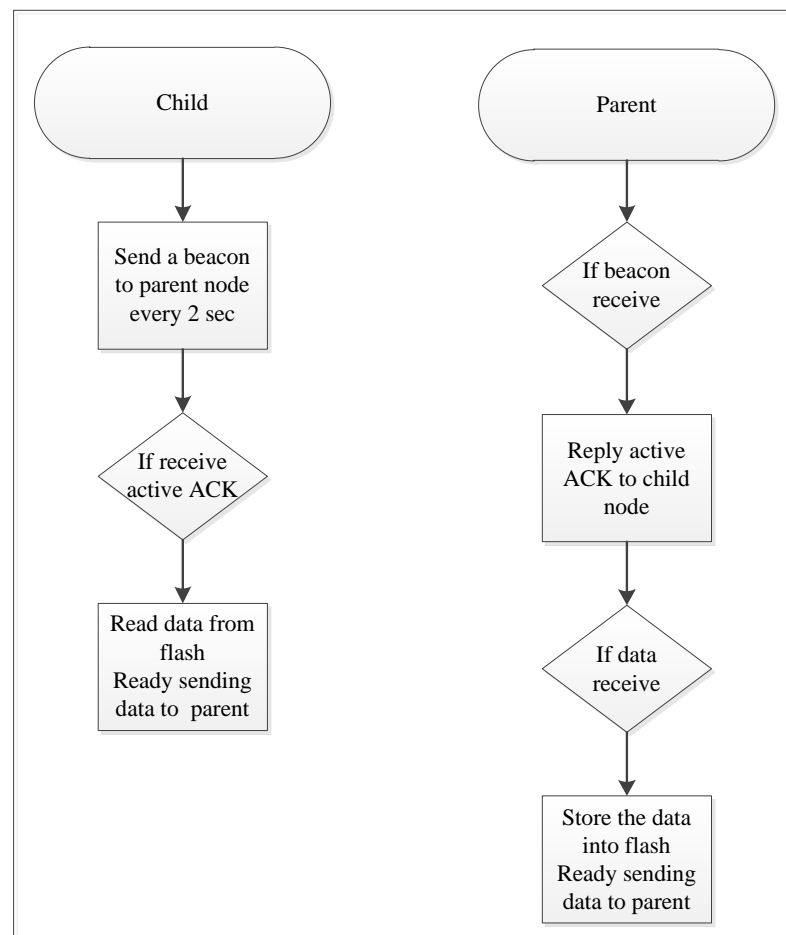 Child
Send a beacon
to parent node
every 2 sec
If receive
active ACK
Read data from
flash
Ready sending
data to parent
Parent
If beacon
receive
Reply active
ACK to child
node
If data
receive
Store the data
into flash
Ready sending
data to parent